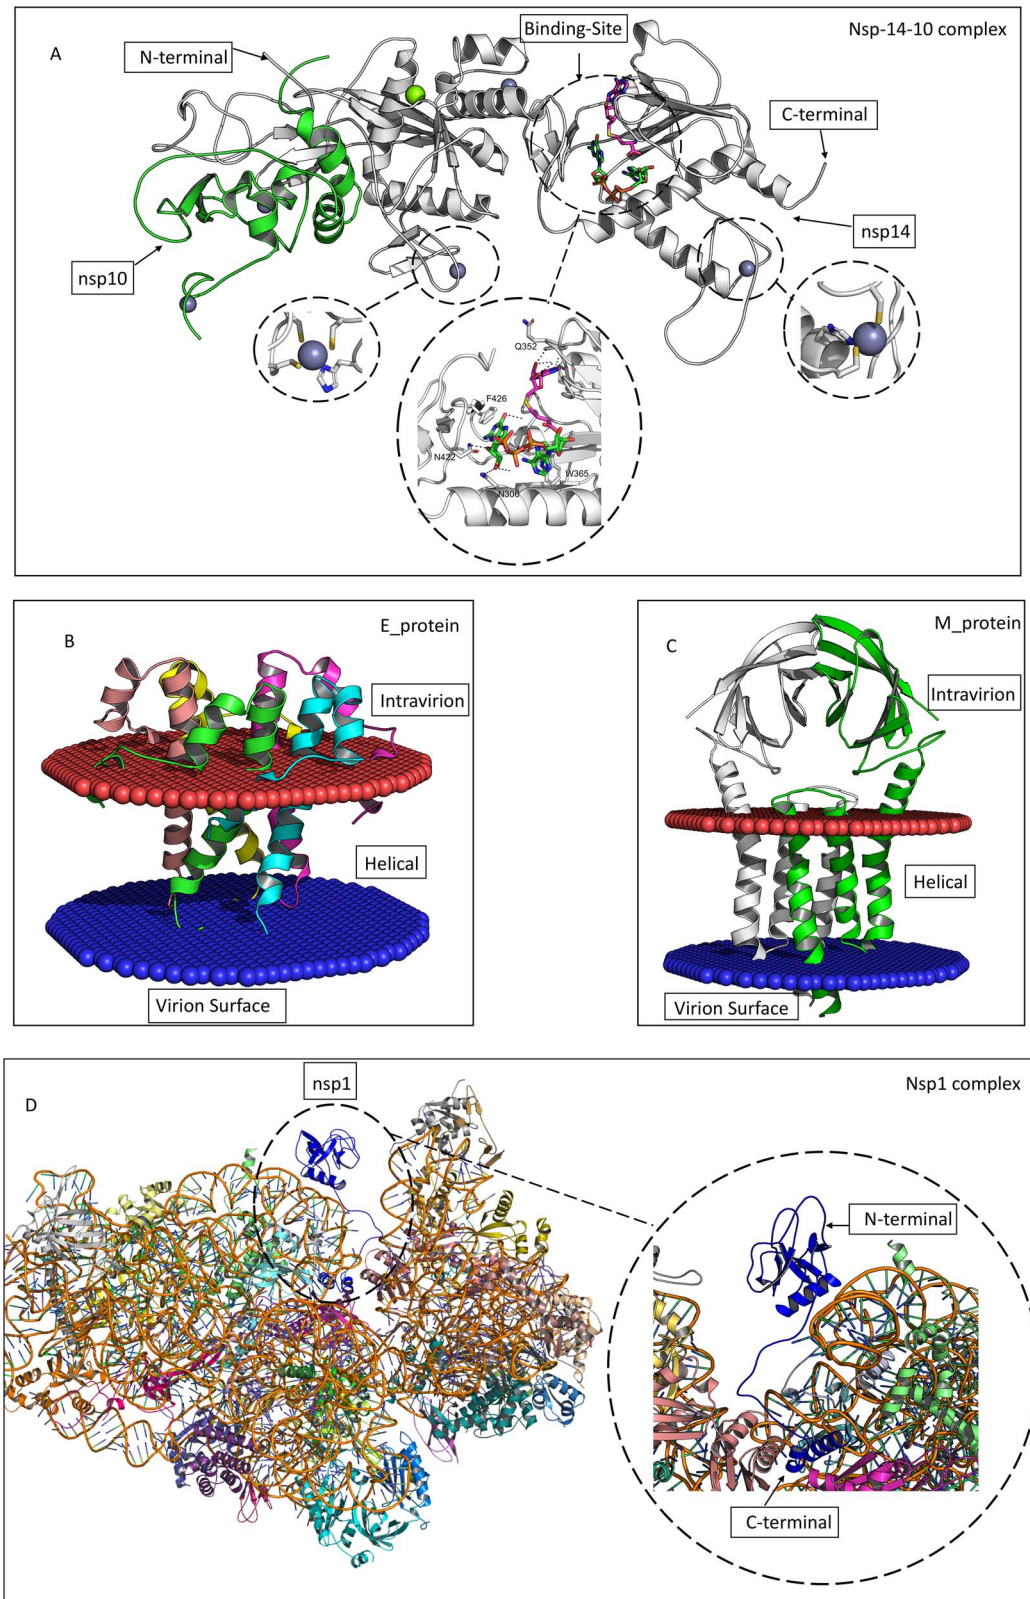 A
Nsp-14-10 complex
Binding-Site
N-terminal
C-terminal
nsp14
nsp10
Q352
F426
N422
W365
N306
B
E_protein
Intravirion
Helical
Virion Surface
C
M_protein
Intravirion
Helical
Virion Surface
D
nsp1
Nsp1 complex
N-terminal
C-terminal